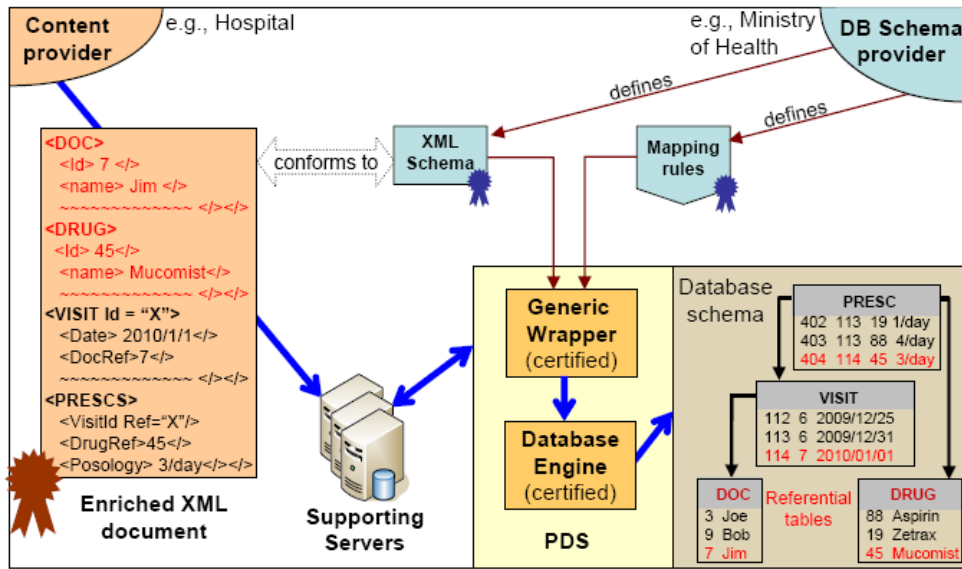 Content
provider
e.g., Hospital
e.g., Ministry
of Health
DB Schema
provider
defines
defines
<DOC>
<Id> 7 </>
<name> Jim </>
~~~~~~~~~~~~~ </></>
<DRUG>
<Id> 45</>
<name> Mucomist</>
~~~~~~~~~~~~~ </></>
<VISIT Id = “X”>
<Date> 2010/1/1</>
<DocRef>7</>
~~~~~~~~~~~~~ </></>
<PRESCS>
<VisitId Ref=“X”/>
<DrugRef>45</>
<Posology> 3/day</></>
Enriched XML
document
conforms to
XML
Schema
Mapping
rules
Supporting
Servers
Generic
Wrapper
(certified)
Database
Engine
(certified)
PDS
Database
schema
PRESC
402 113 19 1/day
403 113 88 4/day
404 114 45 3/day
VISIT
112 6 2009/12/25
113 6 2009/12/31
114 7 2010/01/01
DOC
3 Joe
9 Bob
7 Jim
Referential
tables
DRUG
88 Aspirin
19 Zetrax
45 Mucomist